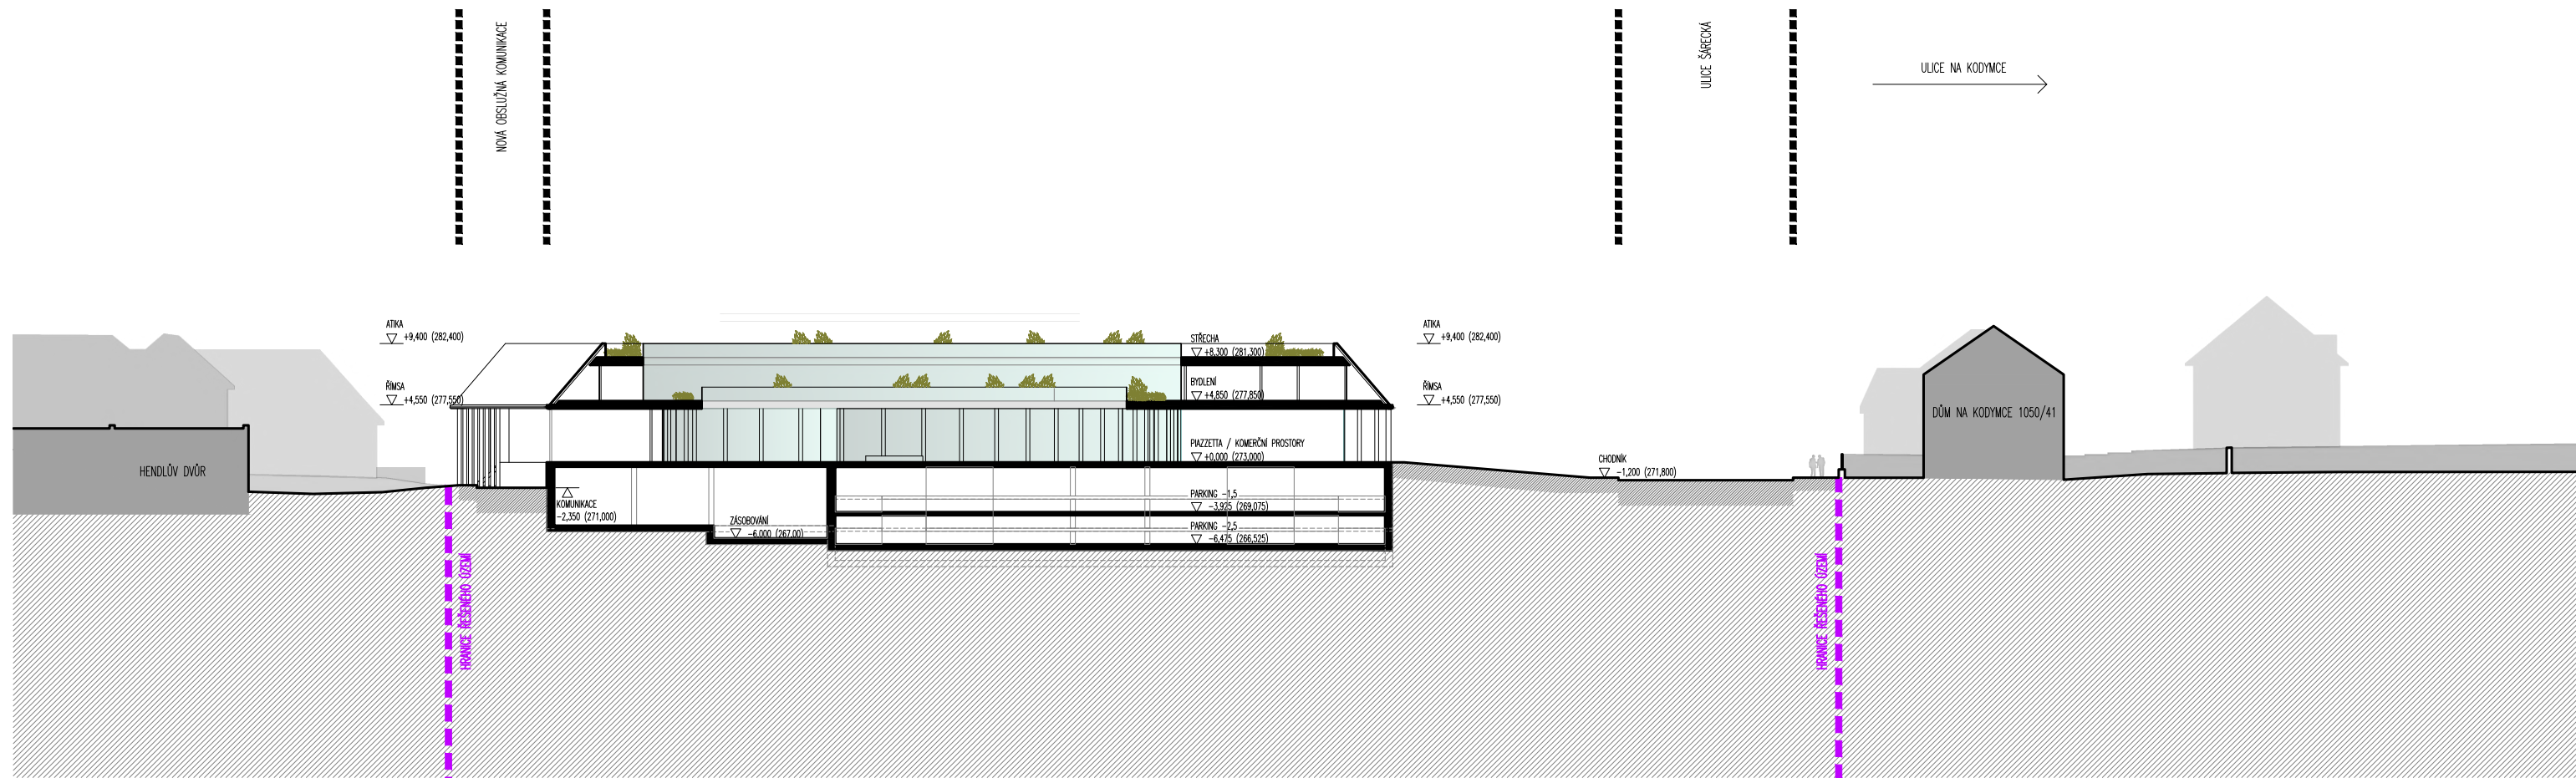 NOVÁ OBSLUŽNÁ KOMUNIKACE
ULICE ŠÁRECKÁ
ULICE NA KODYMCE
ATIKA
+9,400 (282,400)
ŘÍMSA
+4,550 (277,550)
STŘECHA
+8,300 (281,300)
BYDLENÍ
+4,850 (277,850)
PIAZZETTA / KOMERČNÍ PROSTORY
+0,000 (273,000)
ATIKA
+9,400 (282,400)
ŘÍMSA
+4,550 (277,550)
CHODNÍK
-1,200 (271,800)
DŮM NA KODYMCE 1050/41
HENDLŮV DVŮR
KOMUNIKACE
-2,350 (271,000)
ZÁSOBOVÁNÍ
-6,000 (267,00)
PARKING -1,5
-3,925 (269,075)
PARKING -2,5
-6,475 (266,525)
HRANICE ŘEŠENÉHO ÚZEMÍ
HRANICE ŘEŠENÉHO ÚZEMÍ